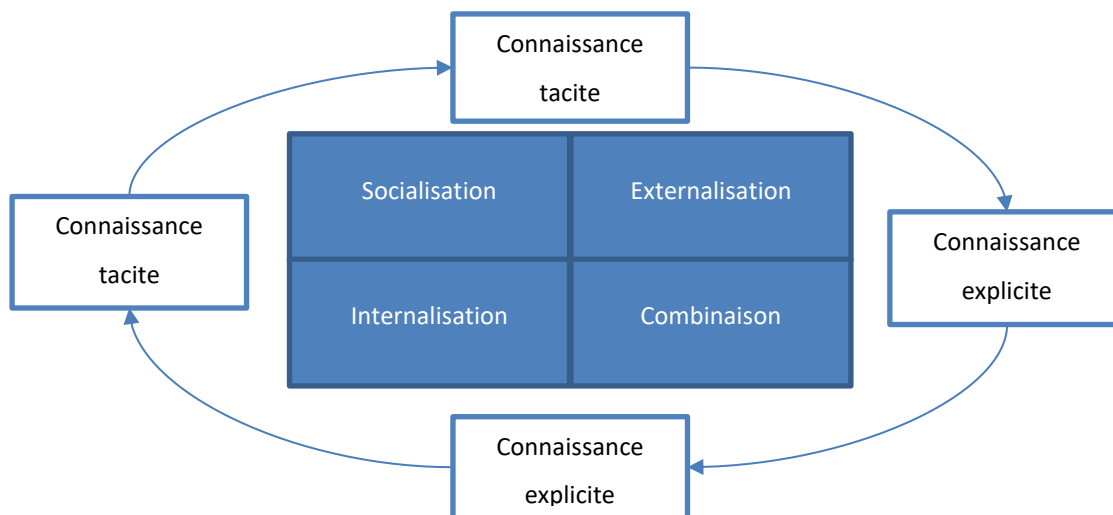 Connaissance
tacite
Socialisation
Externalisation
Connaissance
tacite
Connaissance
explicite
Internalisation
Combinaison
Connaissance
explicite